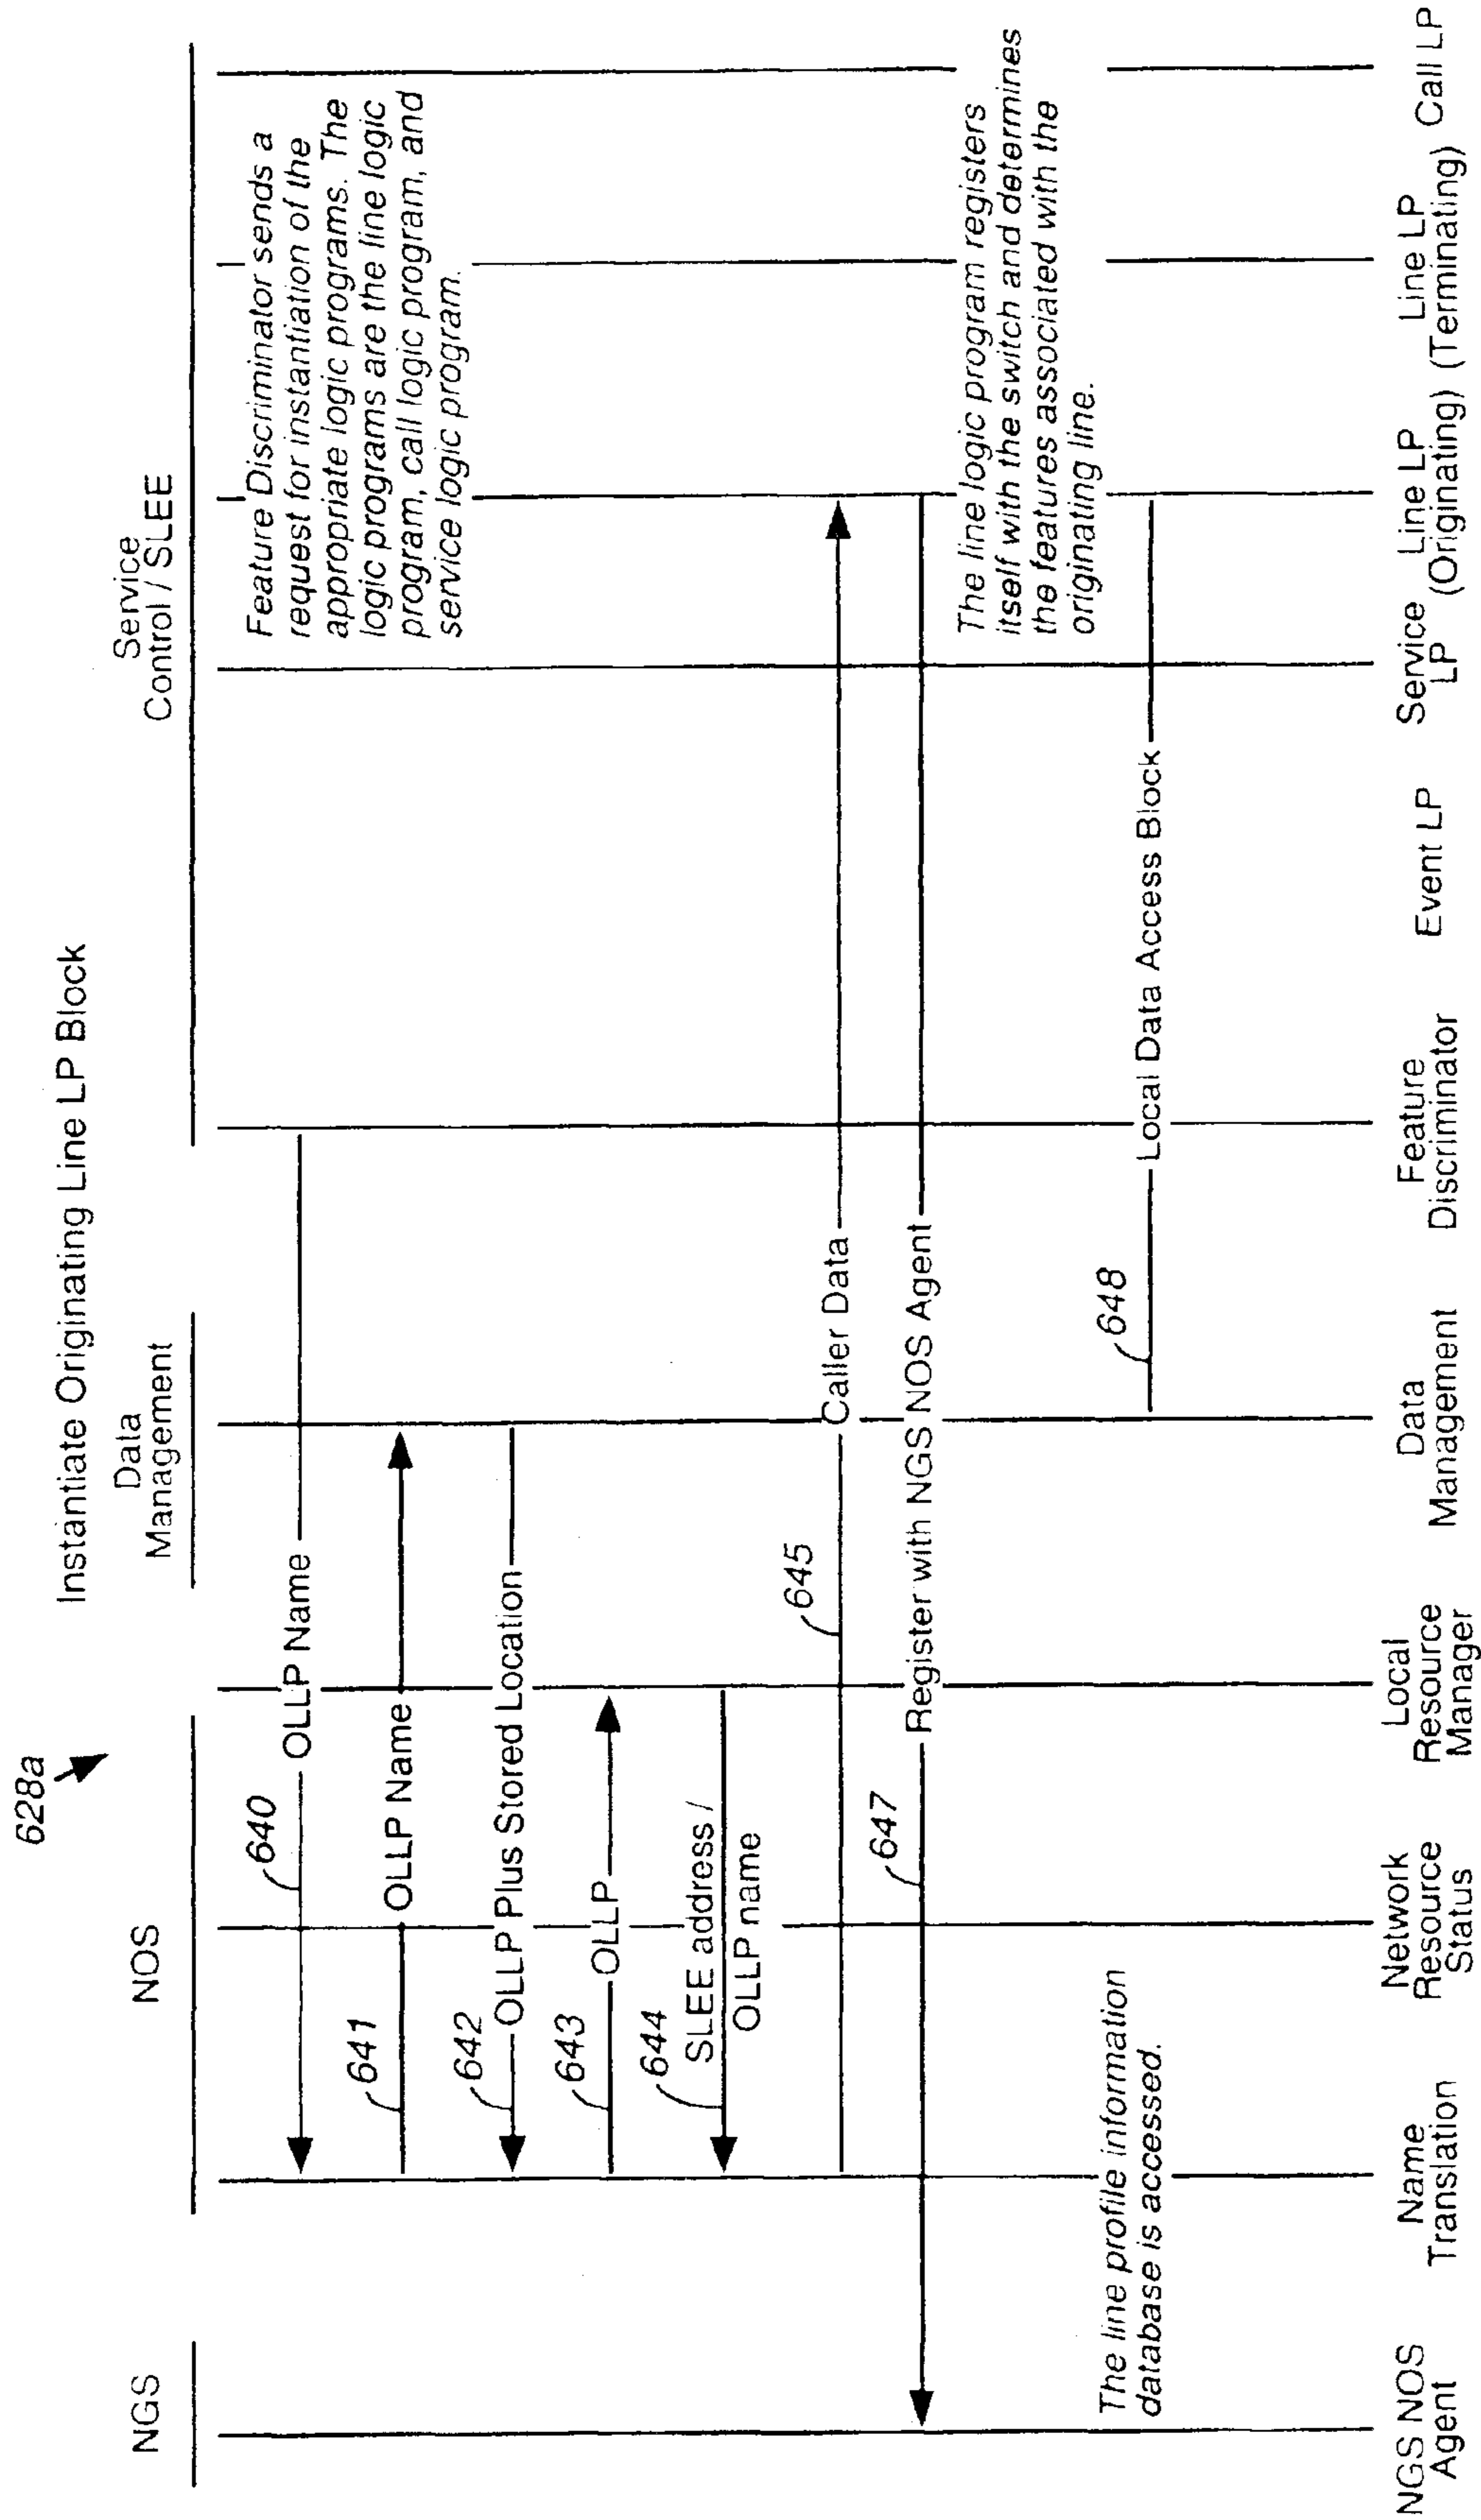 628a
Instantiate Originating Line LP Block
NGS
NOS
Data
Management
Service
Control / SLEE
640
OLLP Name
Feature Discriminator sends a
request for instantiation of the
appropriate logic programs. The
logic programs are the line logic
program, call logic program, and
service logic program.
641
OLLP Name
642
OLLP Plus Stored Location
643
OLLP
644
SLEE address /
OLLP name
645
Caller Data
647
Register with NGS NOS Agent
The line logic program registers
itself with the switch and determines
the features associated with the
originating line.
The line profile information
database is accessed.
648
Local Data Access Block
NGS NOS
Agent
Name
Translation
Network
Resource
Status
Local
Resource
Manager
Data
Management
Feature
Discriminator
Event LP
Service
LP
Line LP
(Originating)
Line LP
(Terminating)
Call LP